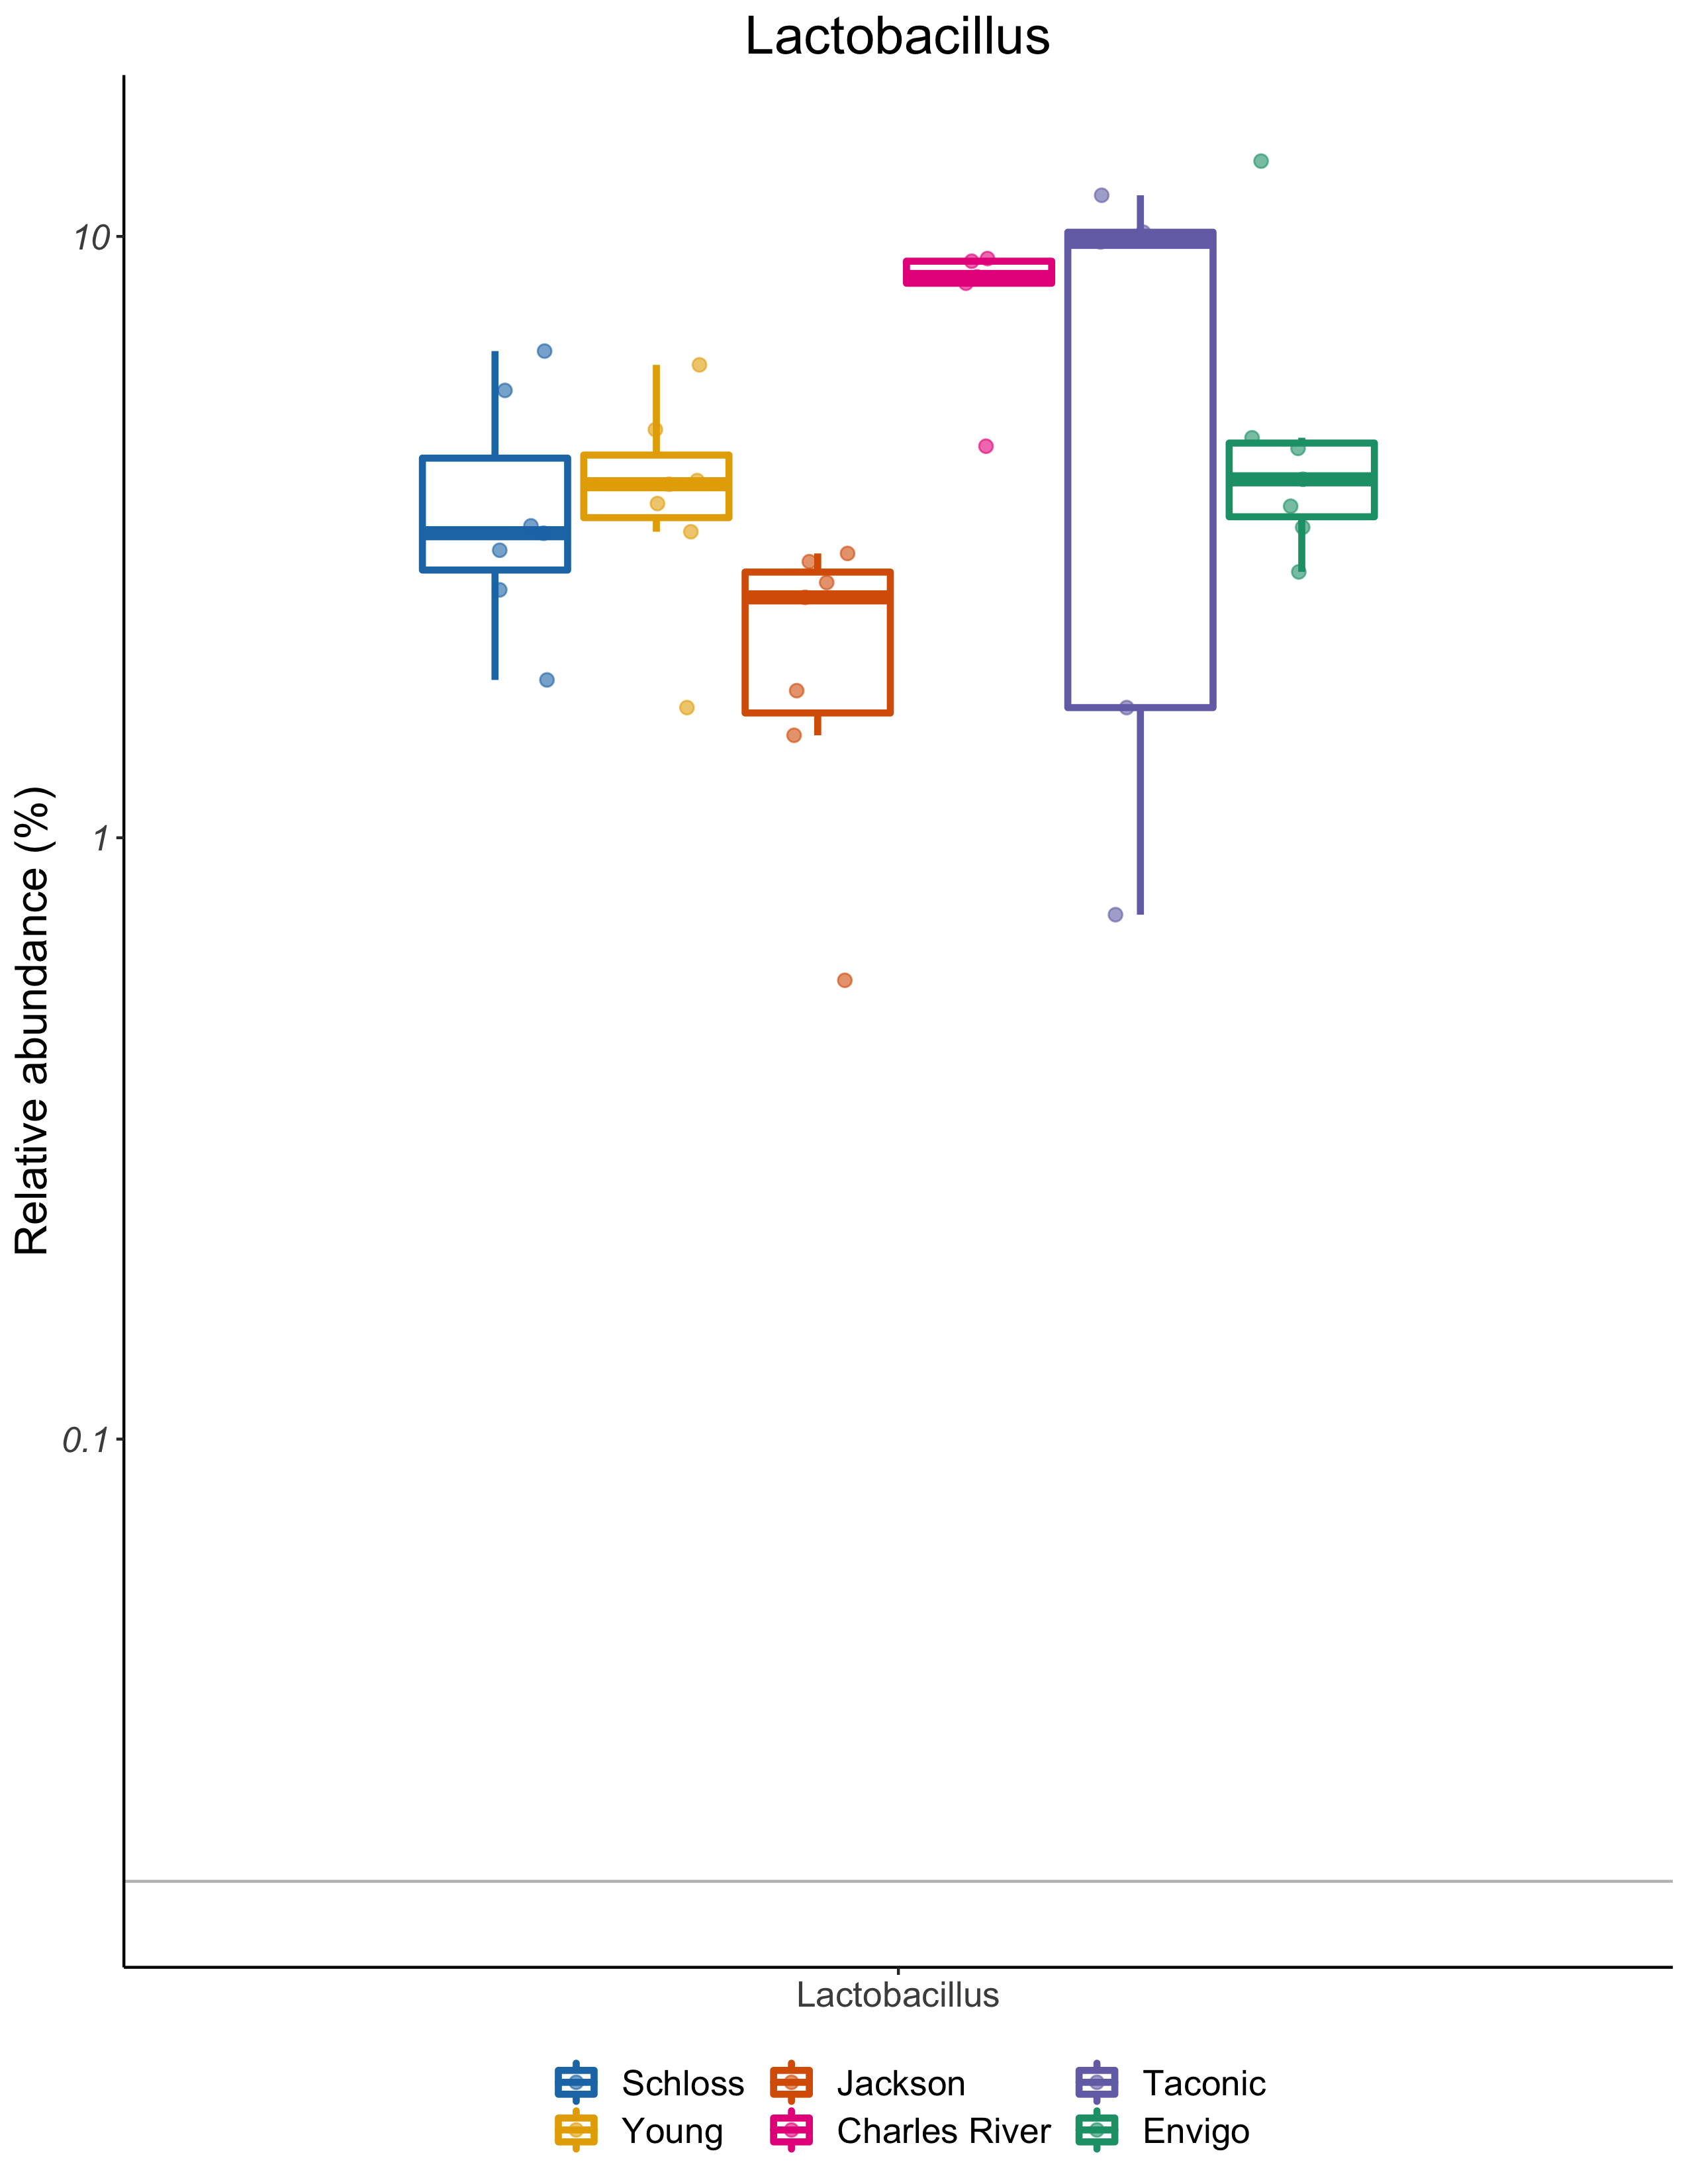 Lactobacillus
Relative abundance (%)
10
1
0.1
Lactobacillus
Schloss Jackson Taconic
Young Charles River Envigo